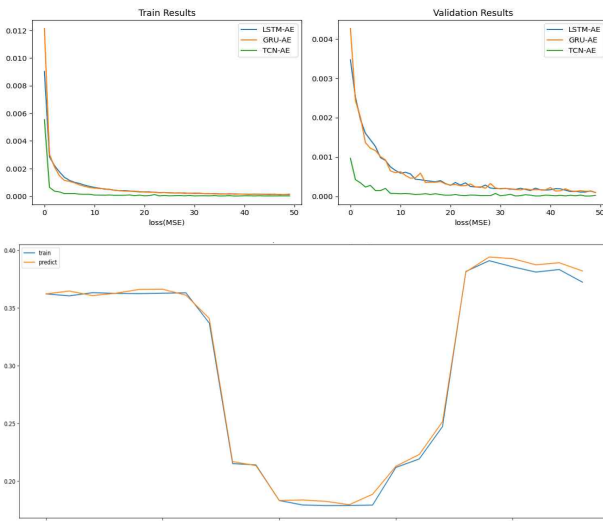 Train Results
0.012
0.010
0.008
0.006
0.004
0.002
0.000
LSTM-AE
GRU-AE
TCN-AE
0 10 20 30 40 50
loss(MSE)
Validation Results
0.004
0.003
0.002
0.001
0.000
LSTM-AE
GRU-AE
TCN-AE
0 10 20 30 40 50
loss(MSE)
0.40
0.35
0.30
0.25
0.20
train
predict